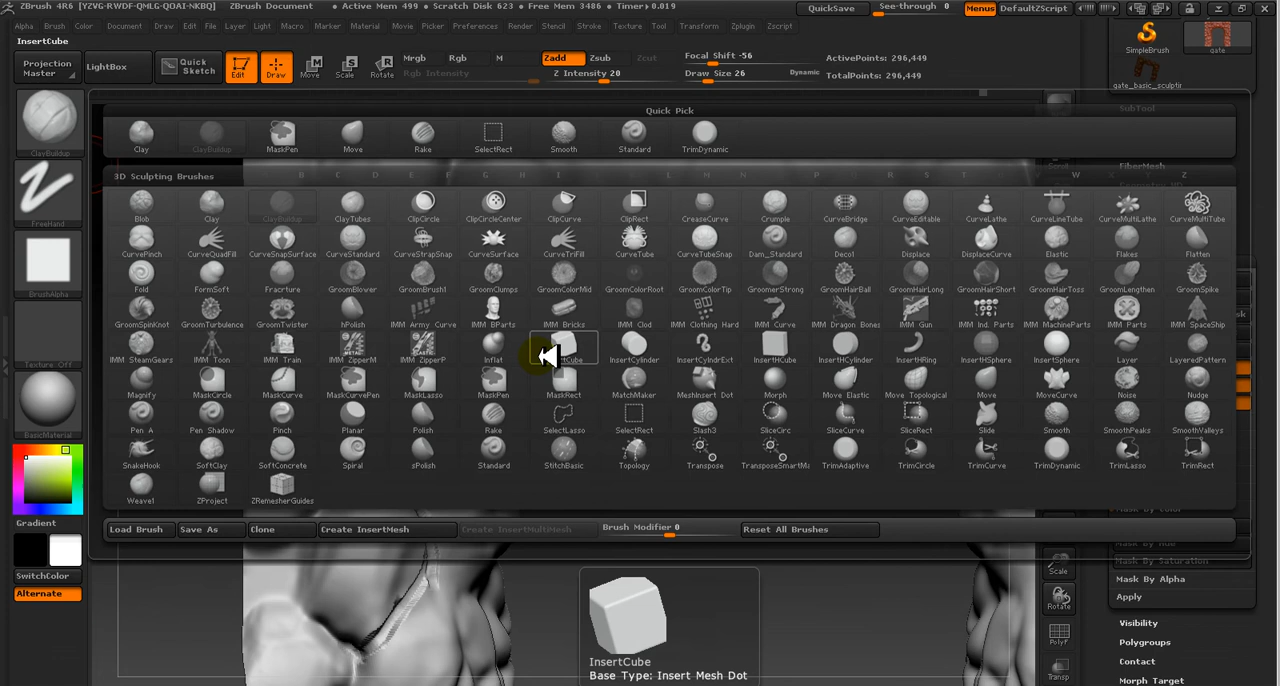 ZBrush 4R6 [YZVG-RWDF-QMLG-QOAI-NKBQ] ZBrush Document • Active Mem 499 • Scratch Disk 623 • Free Mem 3486 • Timer▸0.019 QuickSave See-through 0 Menus DefaultZScript
Alpha Brush Color Document Draw Edit File Layer Light Macro Marker Material Movie Picker Preferences Render Stencil Stroke Texture Tool Transform Zplugin Zscript
InsertCube
Projection Master
LightBox
Quick Sketch
Edit Draw Move Scale Rotate
Mrgb Rgb M
Rgb Intensity
Zadd Zsub Zcut
Z Intensity 20
Focal Shift -56
Draw Size 26 Dynamic
ActivePoints: 296,449
TotalPoints: 296,449
SimpleBrush gate
gate_basic_sculptir
SubTool
FiberMesh
Quick Pick
Clay ClayBuildup MaskPen Move Rake SelectRect Smooth Standard TrimDynamic
3D Sculpting Brushes B C D E F G H I L M N O P R S T W Z
Blob Clay ClayBuildup ClayTubes ClipCircle ClipCircleCenter ClipCurve ClipRect CreaseCurve Crumple CurveBridge CurveEditable CurveLathe CurveLineTube CurveMultiLathe CurveMultiTube
CurvePinch CurveQuadFill CurveSnapSurface CurveStandard CurveStrapSnap CurveSurface CurveTriFill CurveTube CurveTubeSnap Dam_Standard Deco1 Displace DisplaceCurve Elastic Flakes Flatten
Fold FormSoft Fracrture GroomBlower GroomBrush1 GroomClumps GroomColorMid GroomColorRoot GroomColorTip GroomerStrong GroomHairBall GroomHairLong GroomHairShort GroomHairToss GroomLengthen GroomSpike
GroomSpinKnot GroomTurbulence GroomTwister hPolish IMM Army Curve IMM BParts IMM Bricks IMM Clod IMM Clothing Hard IMM Curve IMM Dragon Bones IMM Gun IMM Ind. Parts IMM MachineParts IMM Parts IMM SpaceShip
IMM SteamGears IMM Toon IMM Train IMM ZipperM IMM ZipperP Inflat InsertCylinder InsertCylndrExt InsertHCube InsertHCylinder InsertHRing InsertHSphere InsertSphere Layer LayeredPattern
Magnify MaskCircle MaskCurve MaskCurvePen MaskLasso MaskPen MaskRect MatchMaker MeshInsert Dot Morph Move Elastic Move Topological Move MoveCurve Noise Nudge
Pen A Pen Shadow Pinch Planar Polish Rake SelectLasso SelectRect Slash3 SliceCirc SliceCurve SliceRect Slide Smooth SmoothPeaks SmoothValleys
SnakeHook SoftClay SoftConcrete Spiral sPolish Standard StitchBasic Topology Transpose TransposeSmartMa TrimAdaptive TrimCircle TrimCurve TrimDynamic TrimLasso TrimRect
Weave1 ZProject ZRemesherGuides
Load Brush Save As Clone Create InsertMesh Create InsertMultiMesh Brush Modifier 0 Reset All Brushes
ClayBuildup
FreeHand
BrushAlpha
Texture Off
BasicMaterial
Gradient
SwitchColor
Alternate
InsertCube
Base Type: Insert Mesh Dot
Scale
Rotate
PolyF
Transp
Mask By Saturation
Mask By Alpha
Apply
Visibility
Polygroups
Contact
Morph Target